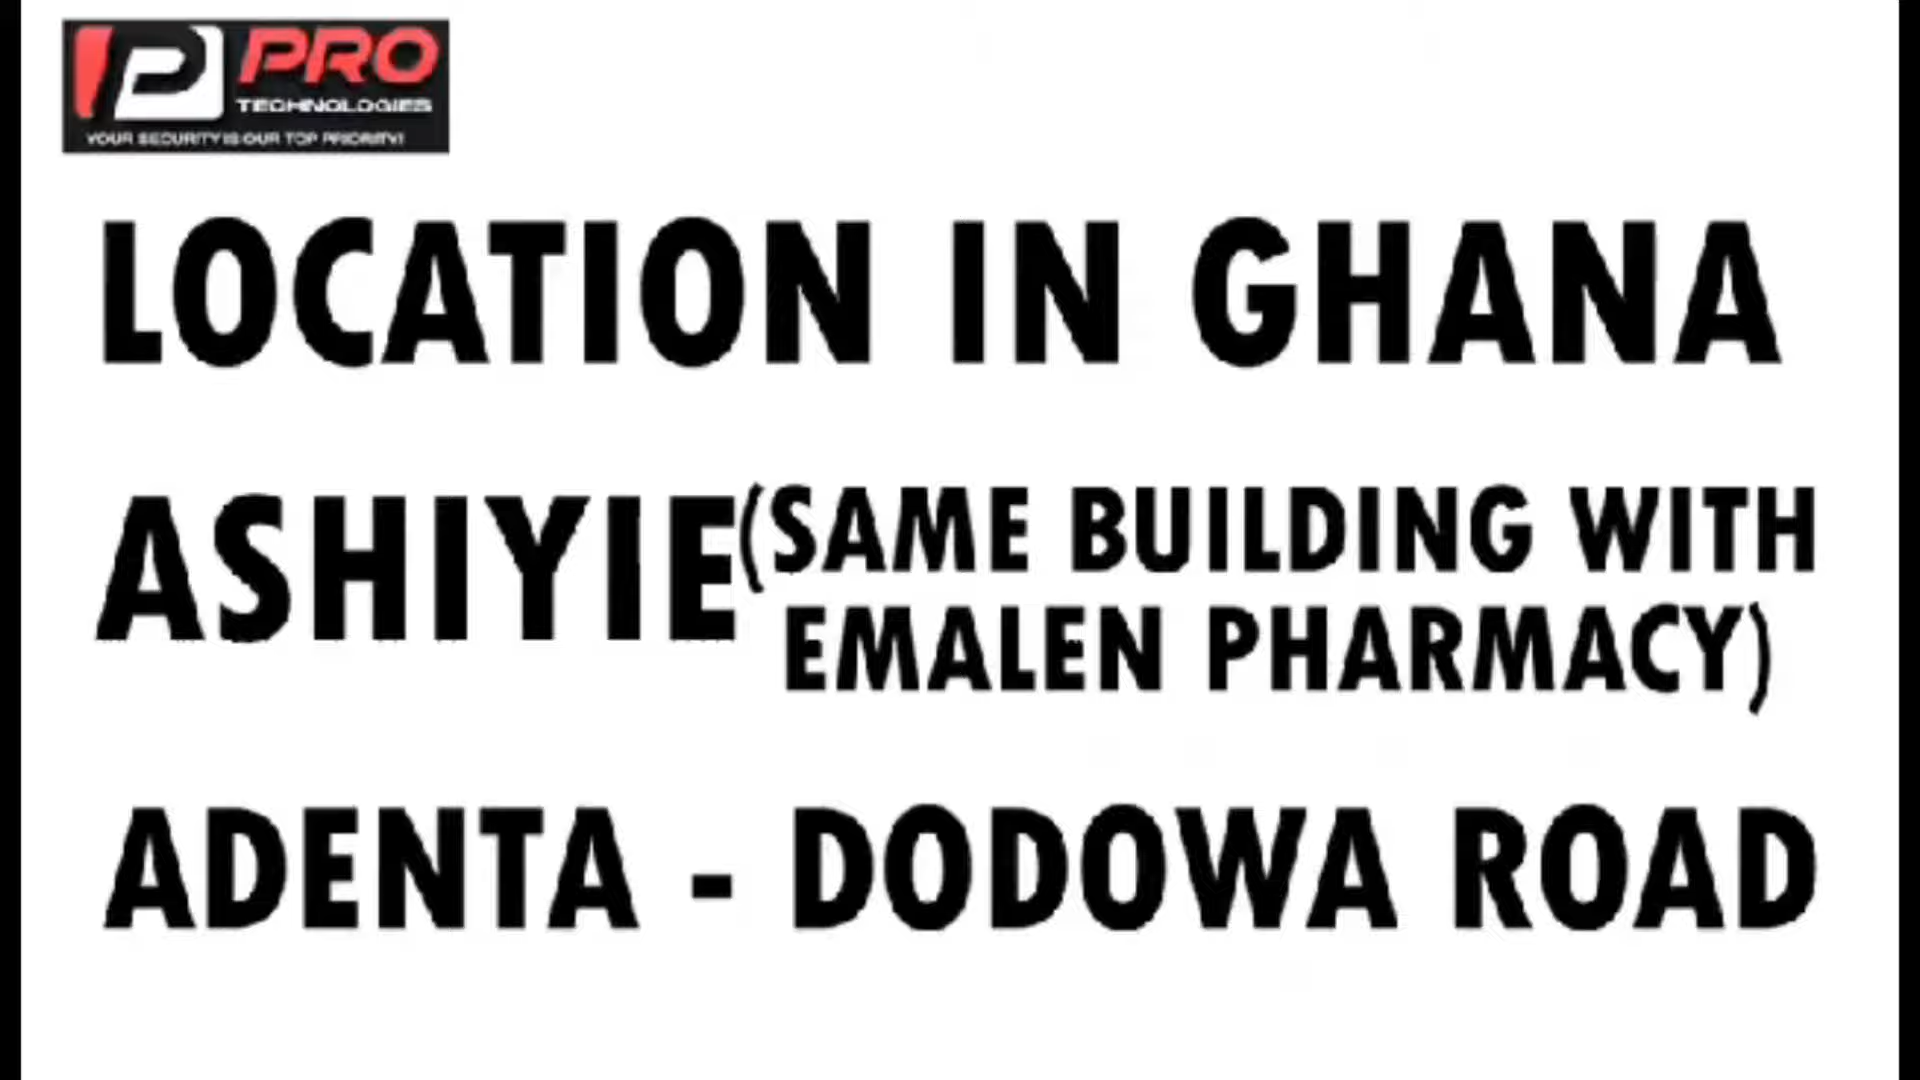 PRO
TECHNOLOGIES
YOUR SECURITY IS OUR TOP PRIORITY!
LOCATION IN GHANA
ASHIYIE (SAME BUILDING WITH
EMALEN PHARMACY)
ADENTA - DODOWA ROAD